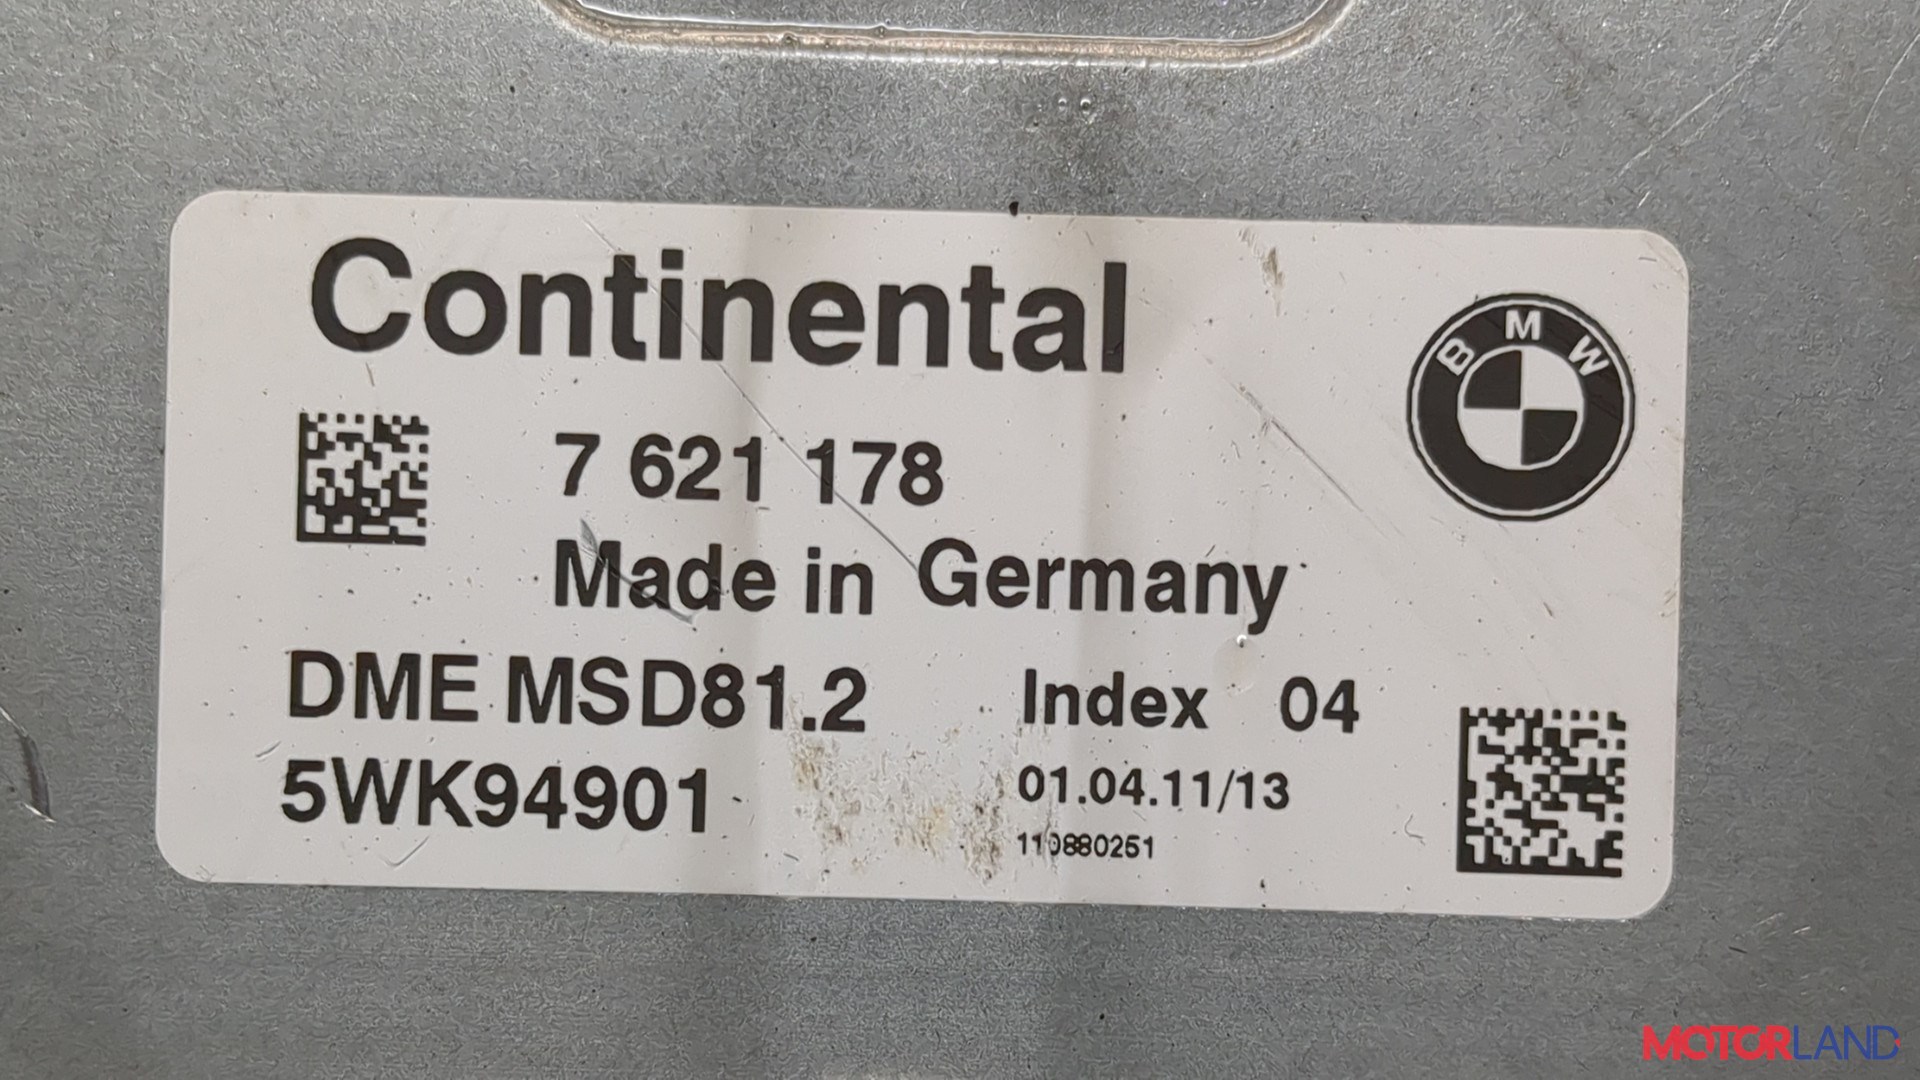 Continental
BMW
7 621 178
Made in Germany
DME MSD81.2 Index 04
5WK94901 01.04.11/13
110880251
MOTORLAND